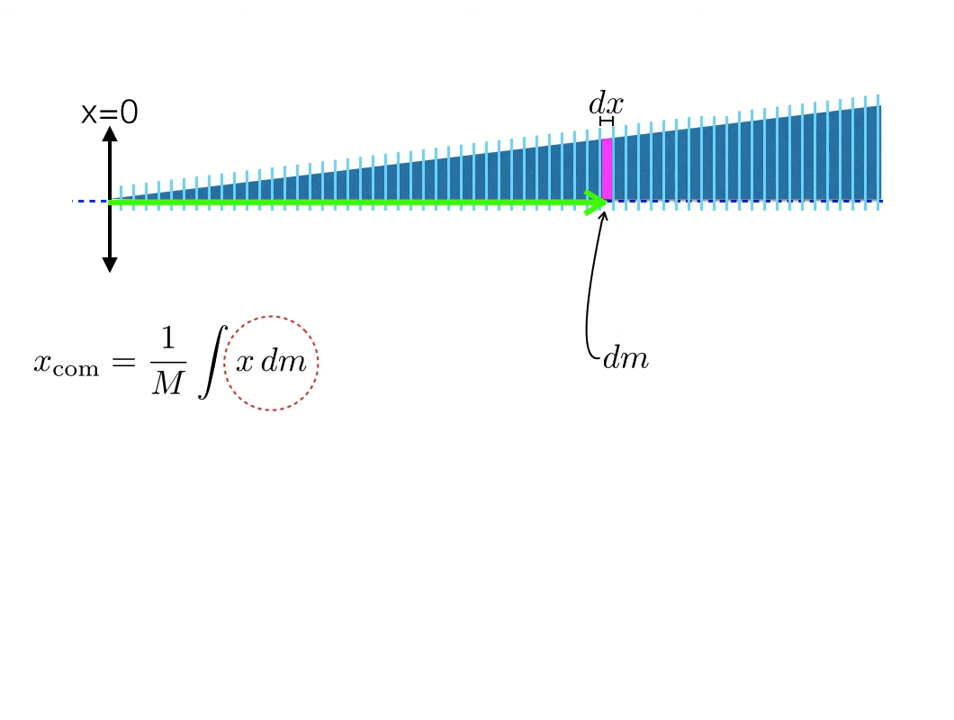 x=0
dx
x_com = 1/M ∫ x dm
dm